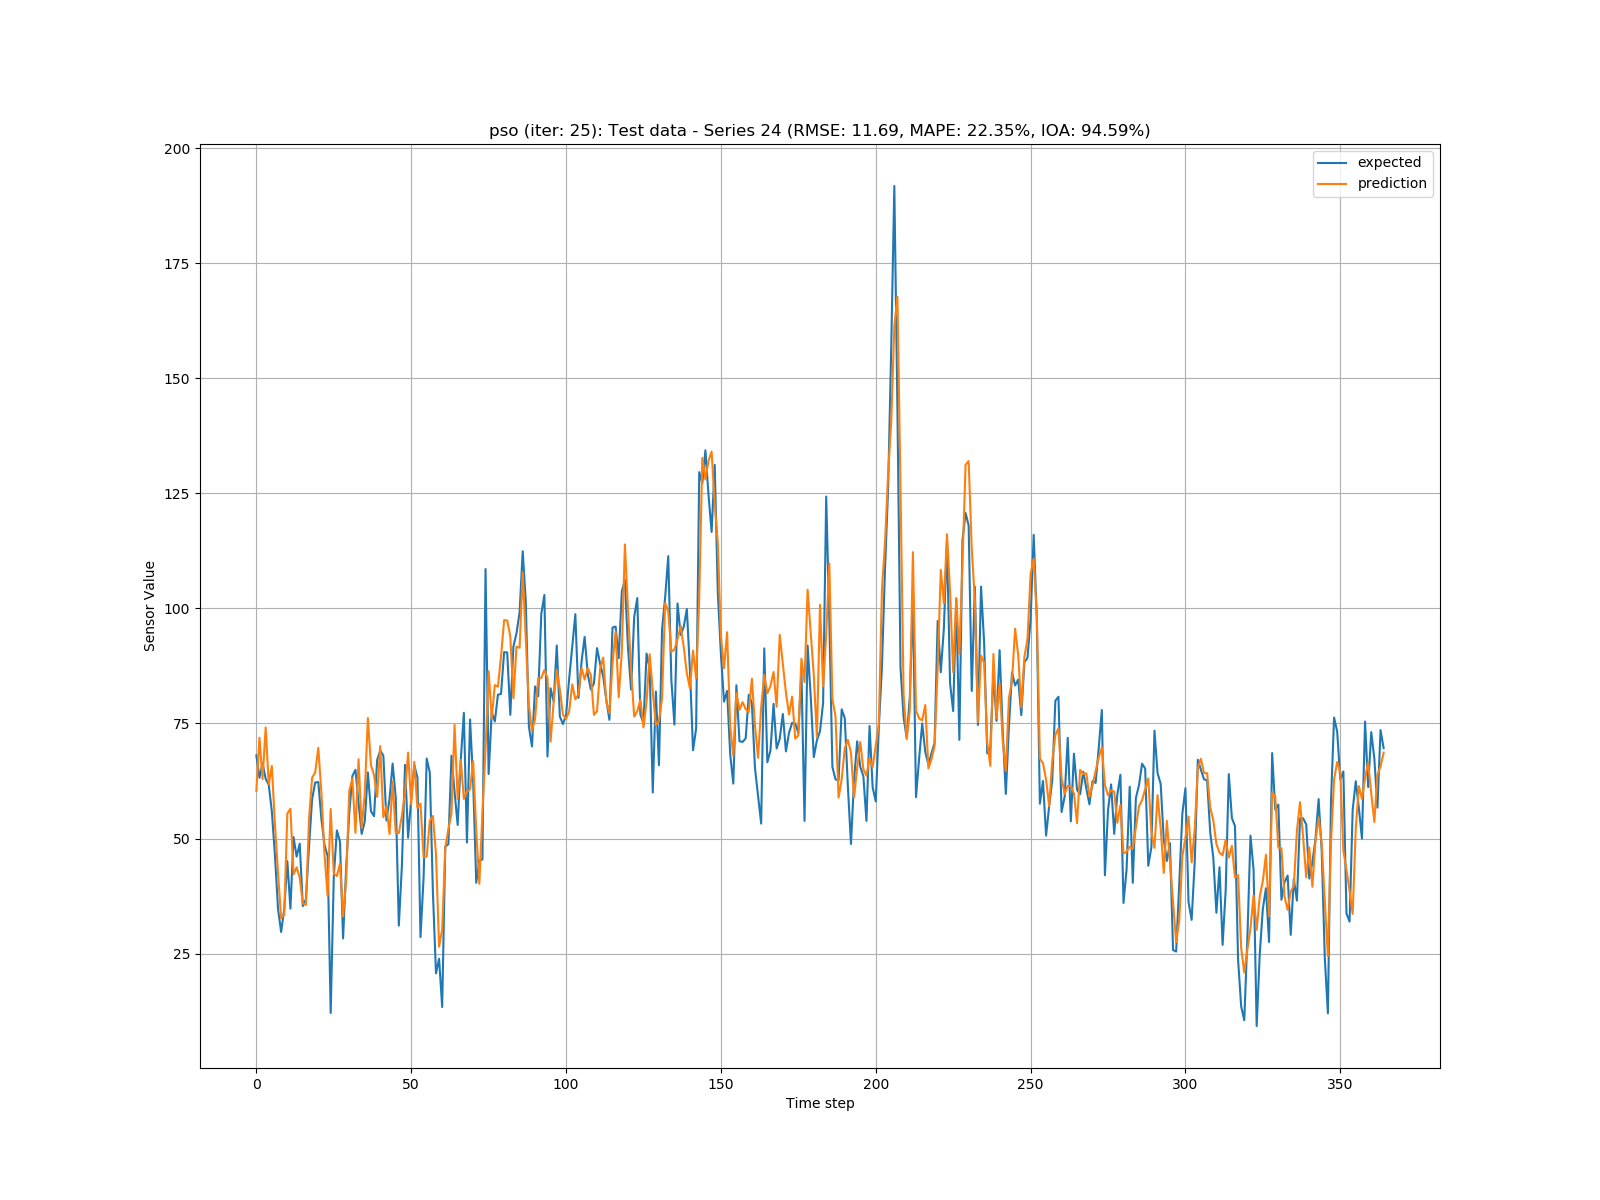 pso (iter: 25): Test data - Series 24 (RMSE: 11.69, MAPE: 22.35%, IOA: 94.59%)
expected
prediction
200
175
150
125
100
75
50
25
Sensor Value
0 50 100 150 200 250 300 350
Time step